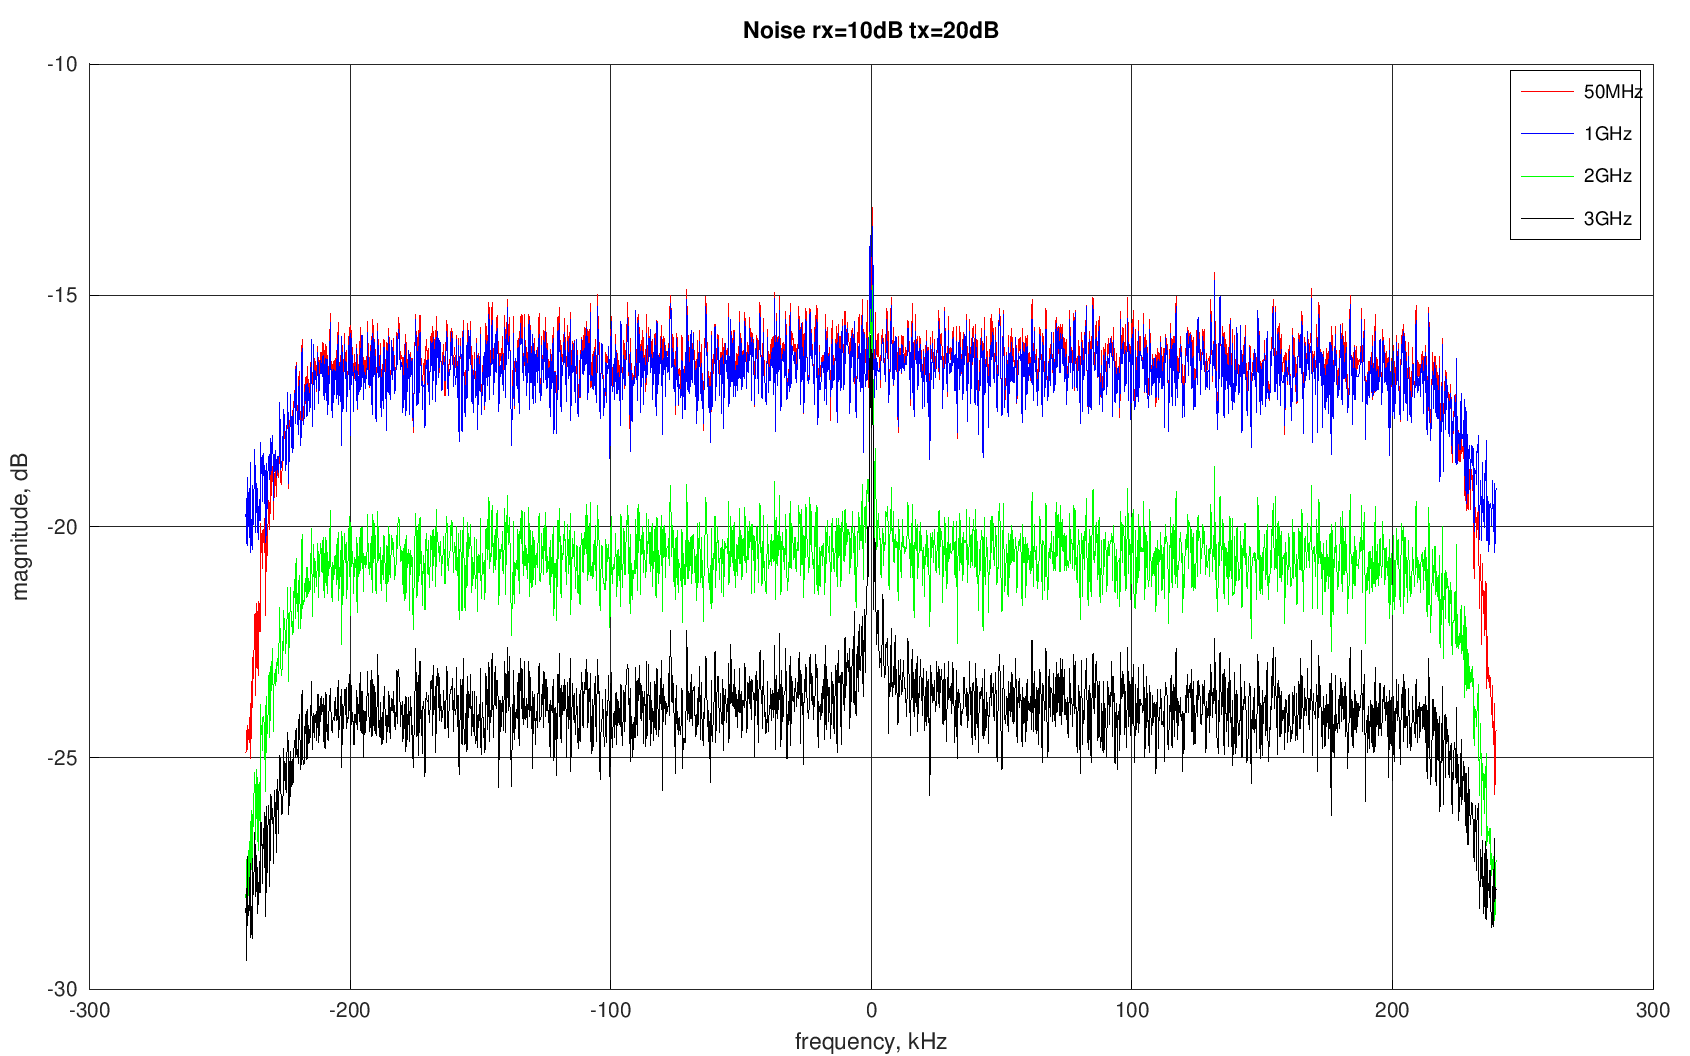 Noise rx=10dB tx=20dB
-10
50MHz
1GHz
2GHz
3GHz
-15
-20
-25
-30
magnitude, dB
-300
-200
-100
0
100
200
300
frequency, kHz